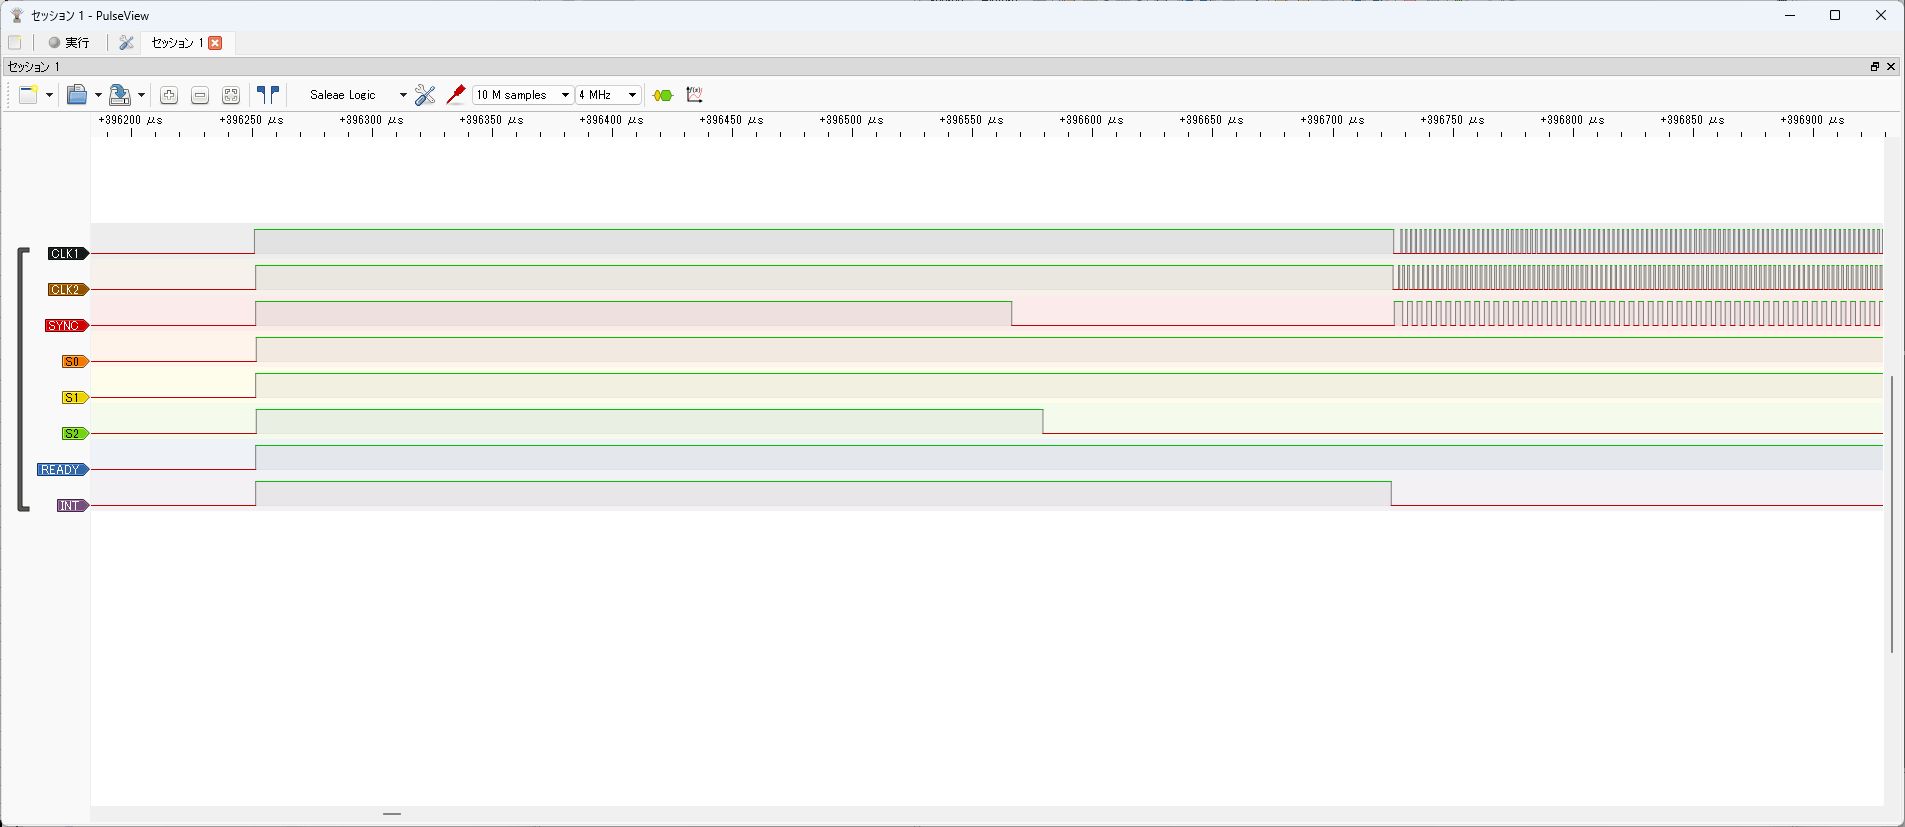 セッション 1 - PulseView
実行
セッション 1
セッション 1
Saleae Logic
10 M samples
4 MHz
+396200 μs +396250 μs +396300 μs +396350 μs +396400 μs +396450 μs +396500 μs +396550 μs +396600 μs +396650 μs +396700 μs +396750 μs +396800 μs +396850 μs +396900 μs
CLK1
CLK2
SYNC
S0
S1
S2
READY
INT